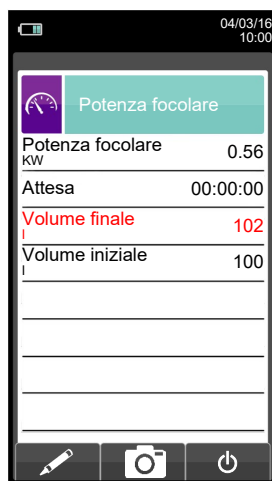 04/03/16
10:00
Potenza focolare
Potenza focolare 0.56
KW
Attesa 00:00:00
Volume finale 102
l
Volume iniziale 100
l